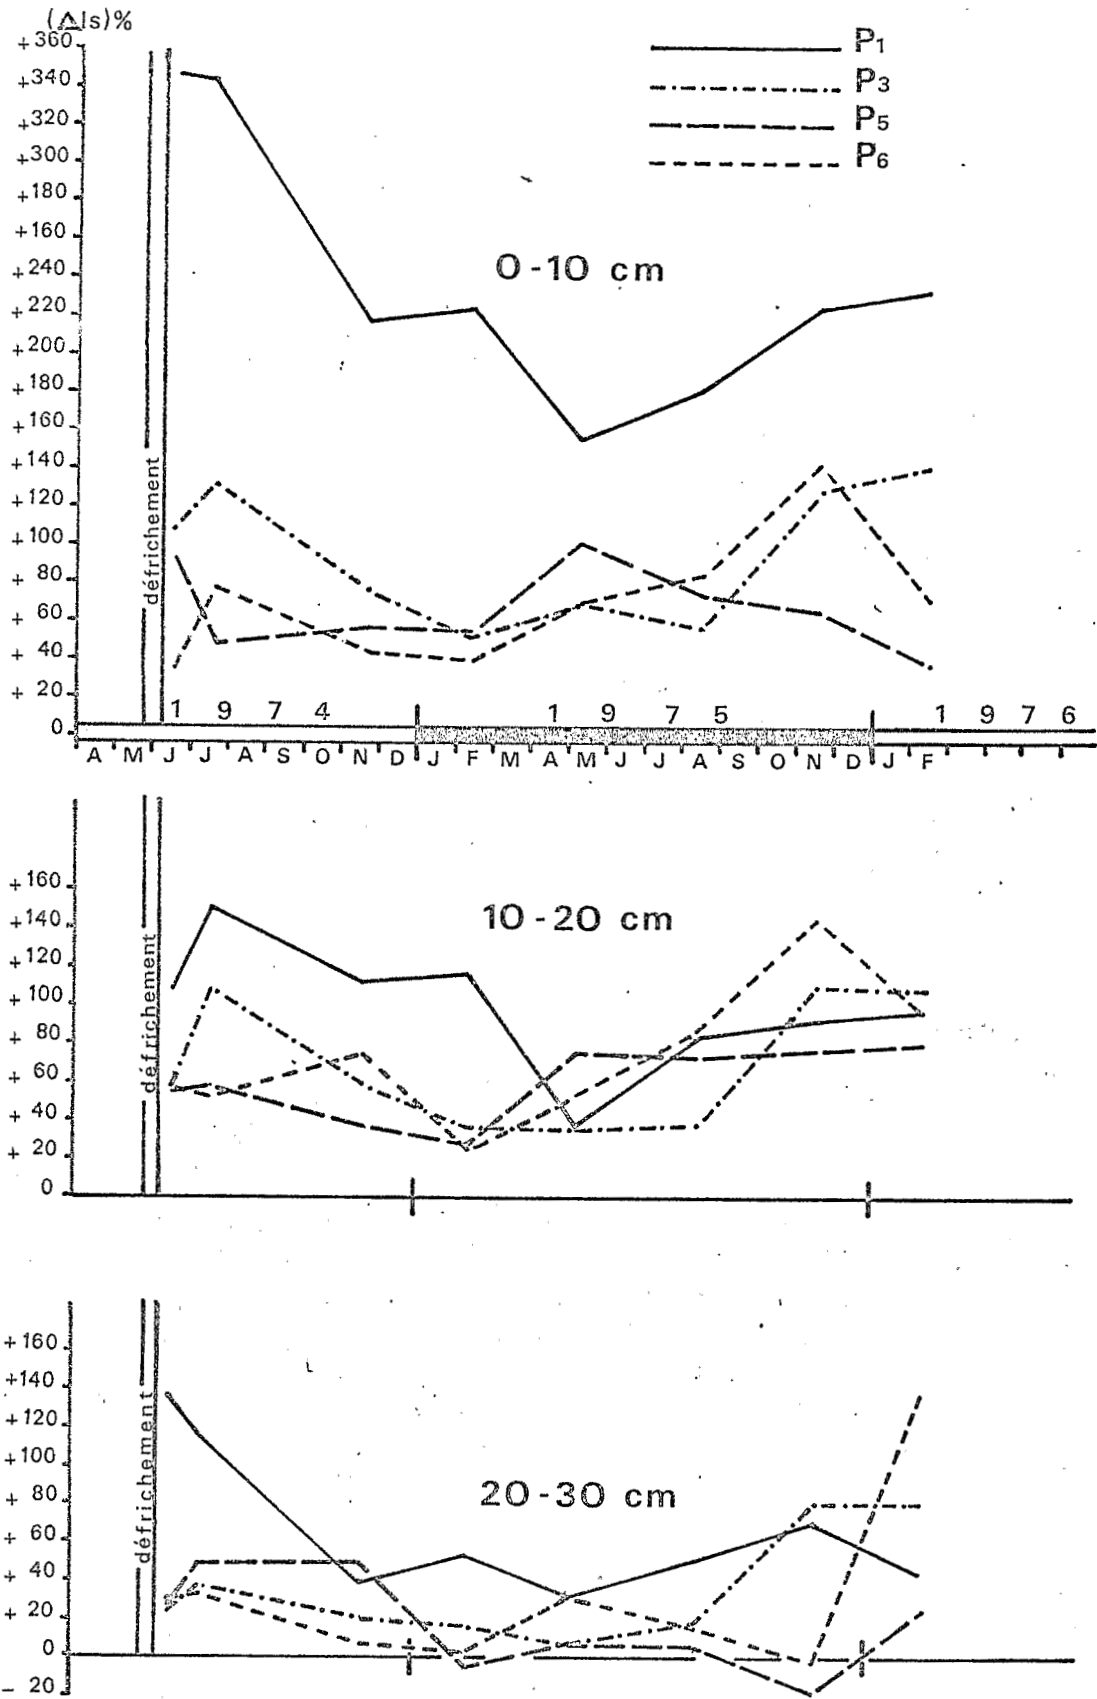 (ΔIs)%
+360
+340
+320
+300
+180
+160
+240
+220
+200
+180
+160
+140
+120
+100
+ 80
+ 60
+ 40
+ 20
0
P1
P3
P5
P6
0-10 cm
défrichement
1 9 7 4 1 9 7 5 1 9 7 6
A M J J A S O N D J F M A M J J A S O N D J F
+160
+140
+120
+ 100
+ 80
+ 60
+ 40
+ 20
0
10-20 cm
défrichement
+160
+140
+120
+100
+ 80
+ 60
+ 40
+ 20
0
- 20
20-30 cm
défrichement